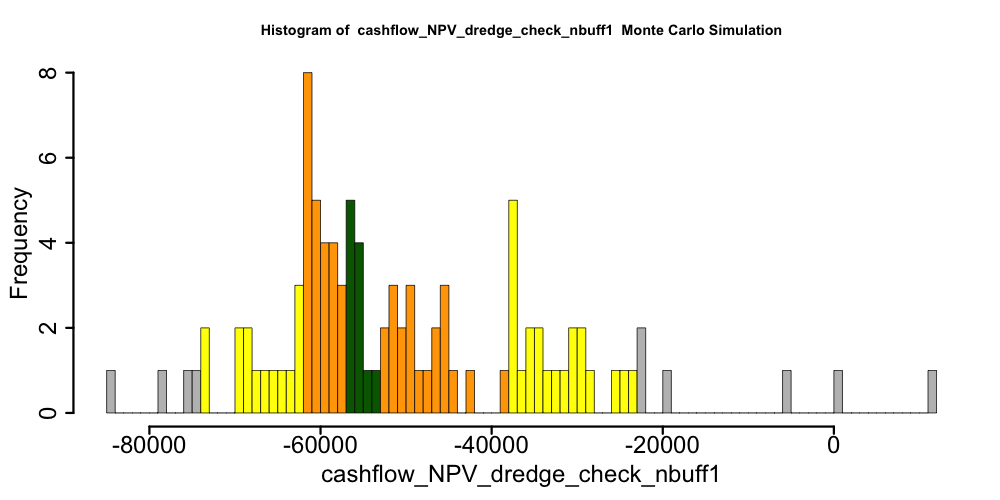 Histogram of  cashflow_NPV_dredge_check_nbuff1  Monte Carlo Simulation
Frequency
8
6
4
2
0
-80000 -60000 -40000 -20000 0
cashflow_NPV_dredge_check_nbuff1